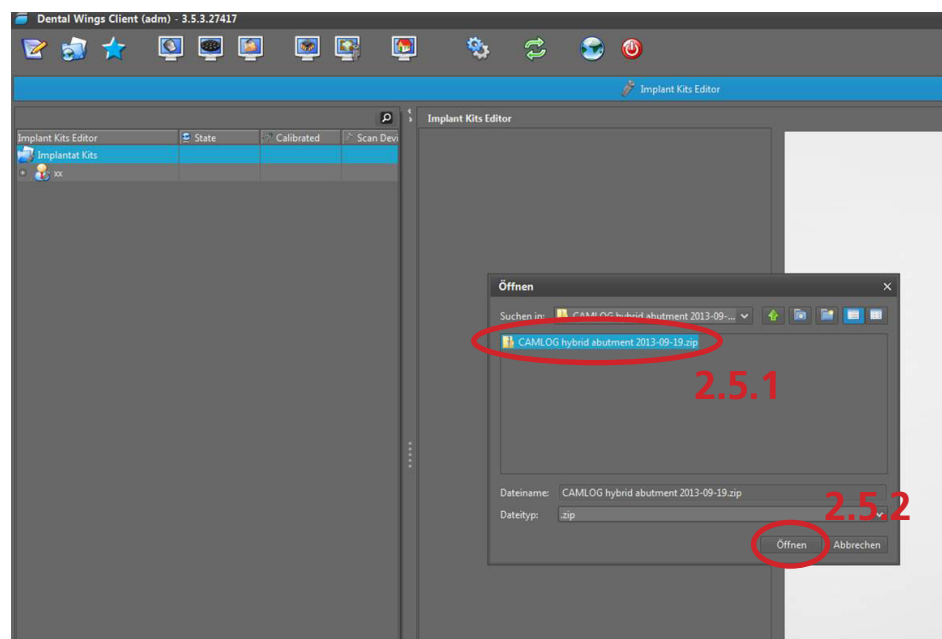 Dental Wings Client (adm) - 3.5.3.27417
Implant Kits Editor
Implant Kits Editor State Calibrated Scan Devi
Implantat Kits
xx
Implant Kits Editor
Öffnen
Suchen in: CAMLOG hybrid abutment 2013-09-...
CAMLOG hybrid abutment 2013-09-19.zip
2.5.1
Dateiname: CAMLOG hybrid abutment 2013-09-19.zip
Dateityp: .zip
2.5.2
Öffnen Abbrechen